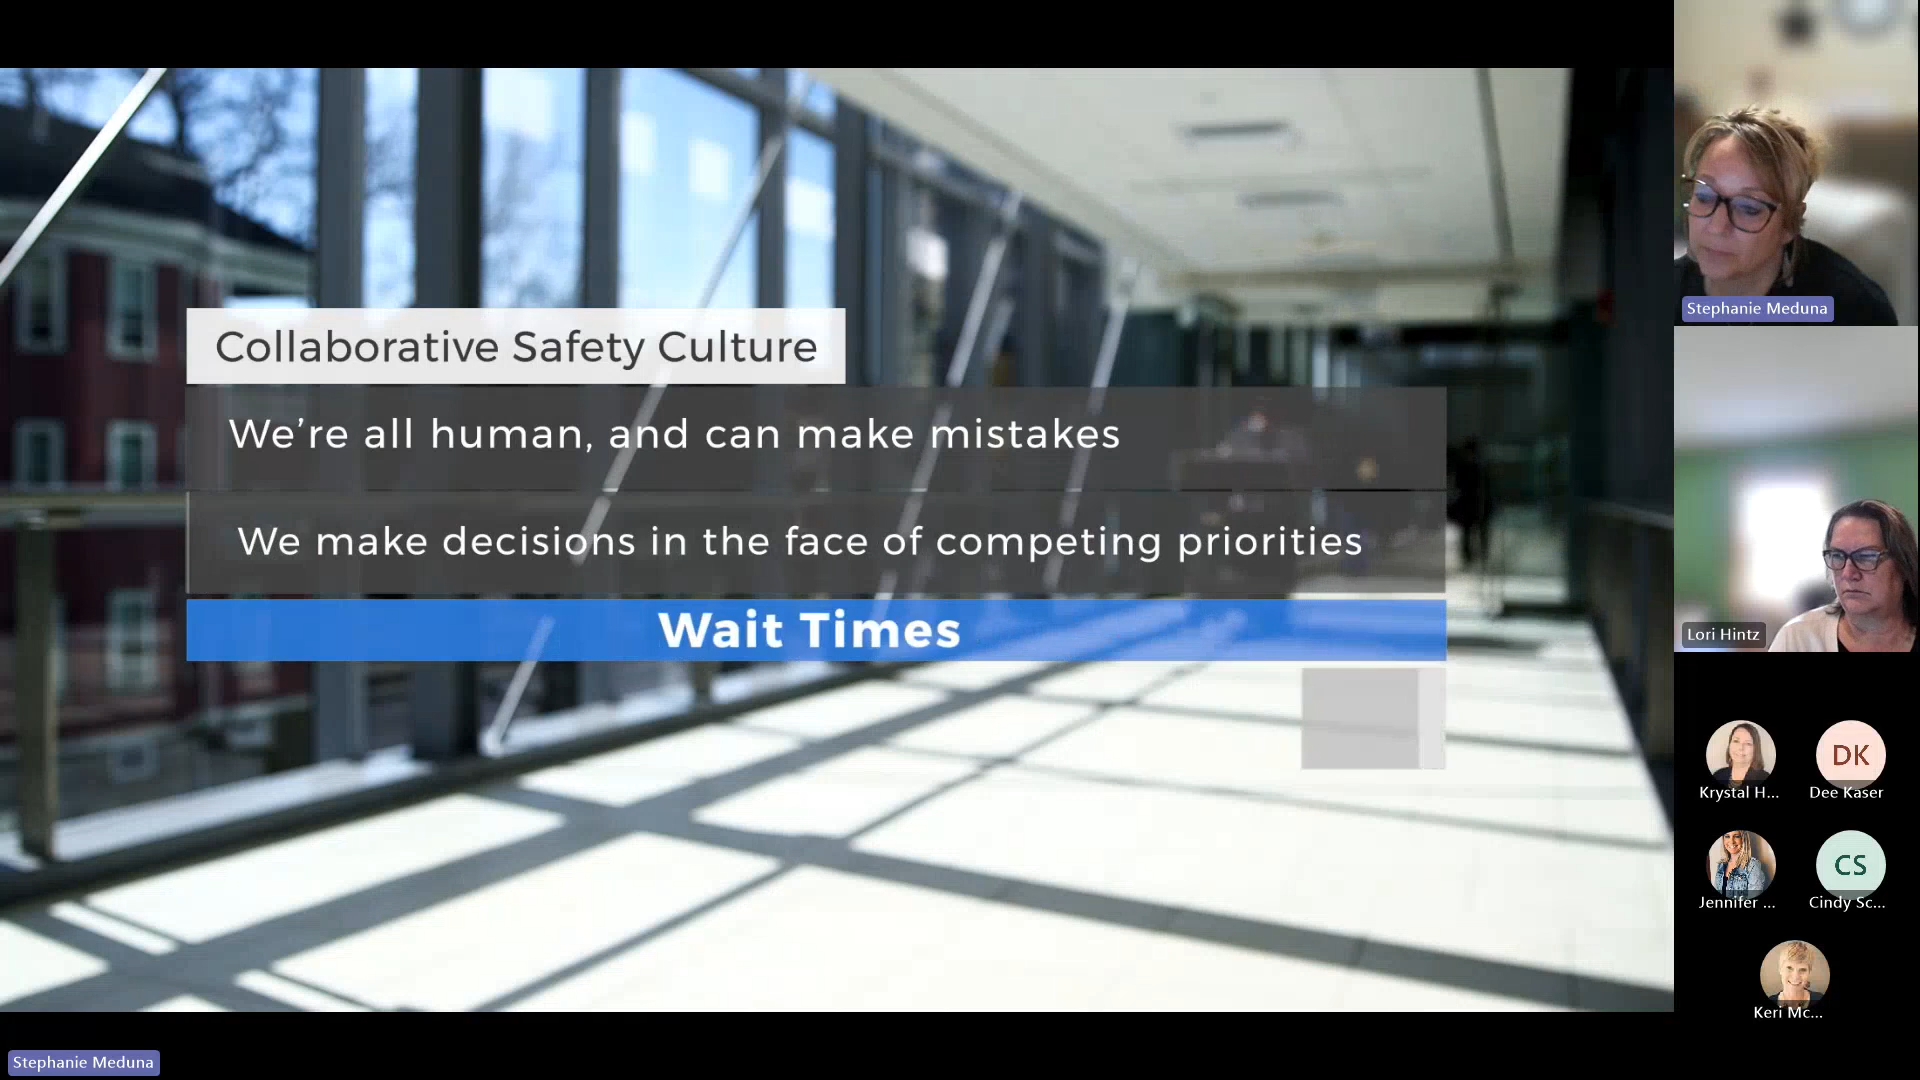 Collaborative Safety Culture
We’re all human, and can make mistakes
We make decisions in the face of competing priorities
Wait Times
Stephanie Meduna
Lori Hintz
Krystal H...
DK
Dee Kaser
Jennifer ...
CS
Cindy Sc...
Keri Mc...
Stephanie Meduna